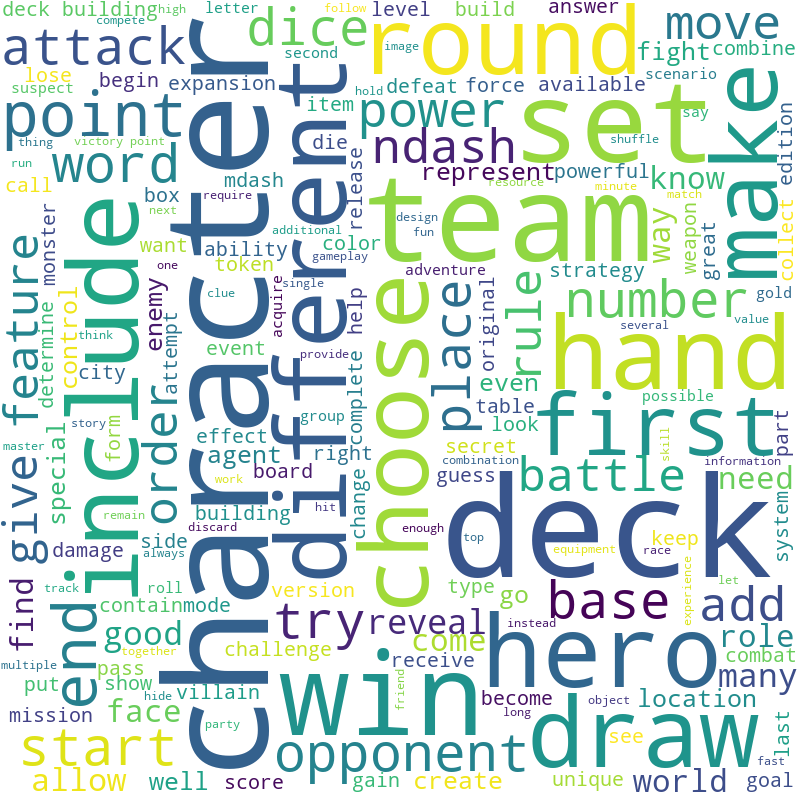 deck building
high
letter
level
build
answer
compete
dice
round
move
attack
follow
image
second
fight
combine
lose
begin
expansion
defeat
force
available
scenario
suspect
item
hold
set
make
point
power
thing
victory point
word
die
ndash
shuffle
say
edition
run
mdash
represent
powerful
know
call
box
require
release
resource
minute
match
character
different
team
next
additional
design
fun
way
weapon
great
collect
monster
want
ability
color
gameplay
adventure
strategy
feature
include
token
one
clue
single
acquire
help
choose
place
original
rule
number
gold
control
enemy
several
value
determine
think
event
provide
hand
city
attempt
order
even
first
possible
story
form
group
table
part
master
effect
complete
look
special
agent
right
secret
skill
give
board
change
combination
guess
battle
information
need
work
system
remain
building
discard
hit
deck
enough
damage
side
always
top
keep
equipment
race
track
roll
version
type
go
base
experience
let
find
contain
mode
try
reveal
instead
add
end
good
together
challenge
come
hero
role
multiple
pass
receive
combat
put
show
hide
villain
win
become
object
location
many
mission
face
friend
long
last
party
start
opponent
draw
see
fast
allow
well
score
gain
create
unique
world
goal